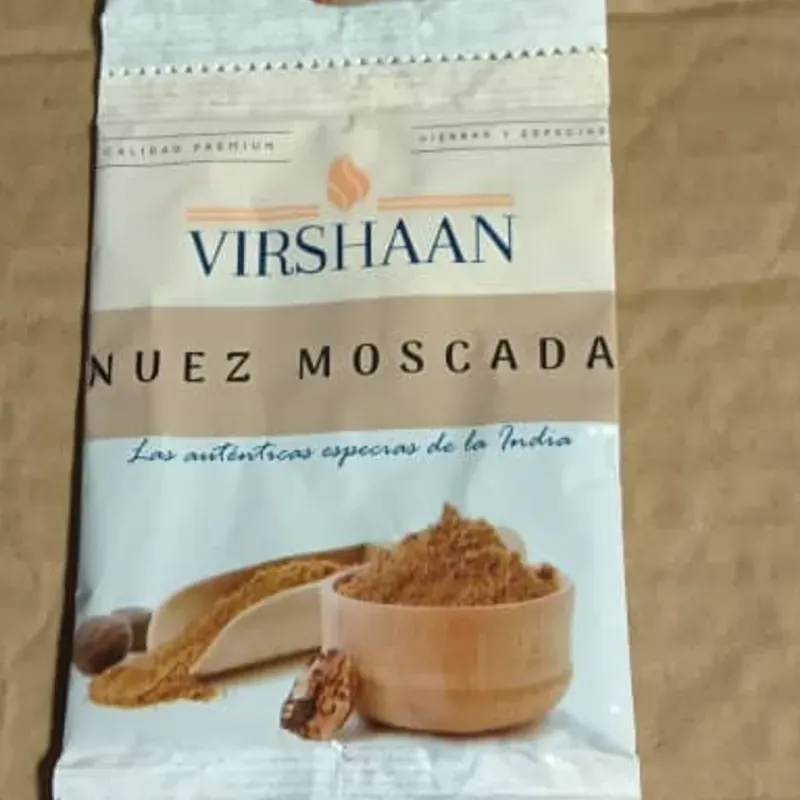 CALIDAD PREMIUM
HIERBAS Y ESPECIAS
VIRSHAAN
NUEZ MOSCADA
Las auténticas especias de la India